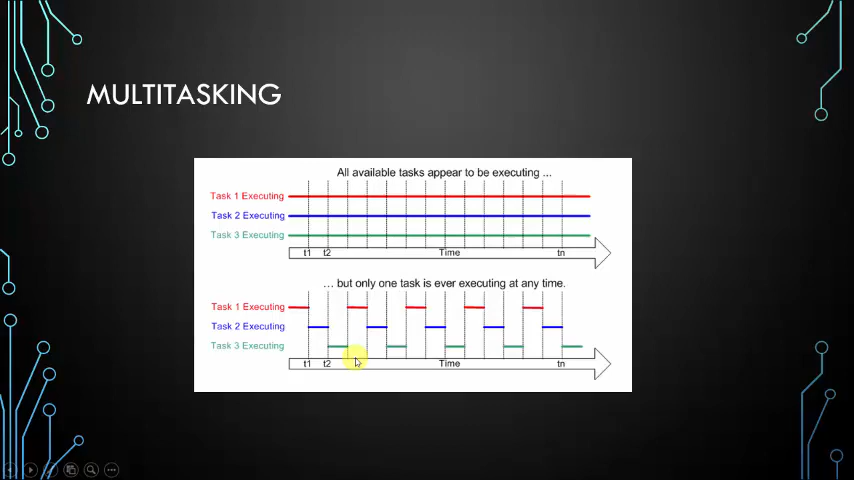 MULTITASKING
All available tasks appear to be executing ...
Task 1 Executing
Task 2 Executing
Task 3 Executing
t1 t2 Time tn
... but only one task is ever executing at any time.
Task 1 Executing
Task 2 Executing
Task 3 Executing
t1 t2 Time tn